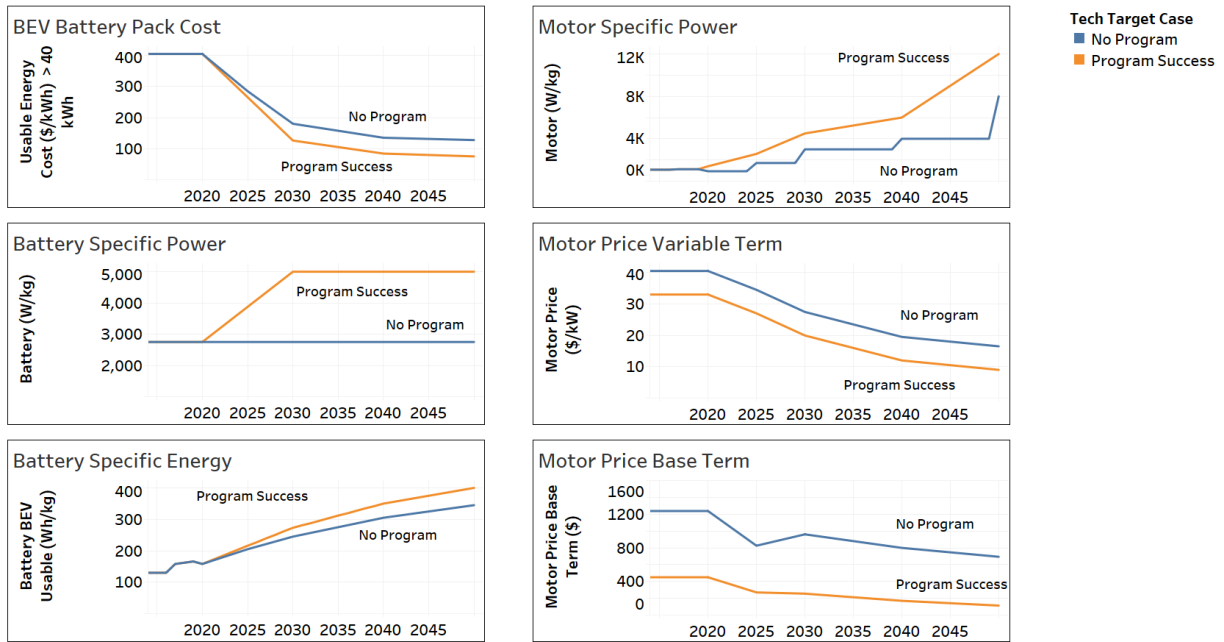 BEV Battery Pack Cost
Usable Energy
Cost ($/kWh) > 40
kWh
400
300
200
100
No Program
Program Success
2020 2025 2030 2035 2040 2045
Motor Specific Power
Motor (W/kg)
12K
8K
4K
0K
Program Success
No Program
2020 2025 2030 2035 2040 2045
Tech Target Case
No Program
Program Success
Battery Specific Power
Battery (W/kg)
5,000
4,000
3,000
2,000
Program Success
No Program
2020 2025 2030 2035 2040 2045
Motor Price Variable Term
Motor Price
($/kW)
40
30
20
10
No Program
Program Success
2020 2025 2030 2035 2040 2045
Battery Specific Energy
Battery BEV
Usable (Wh/kg)
400
300
200
100
Program Success
No Program
2020 2025 2030 2035 2040 2045
Motor Price Base Term
Motor Price Base
Term ($)
1600
1200
800
400
0
No Program
Program Success
2020 2025 2030 2035 2040 2045